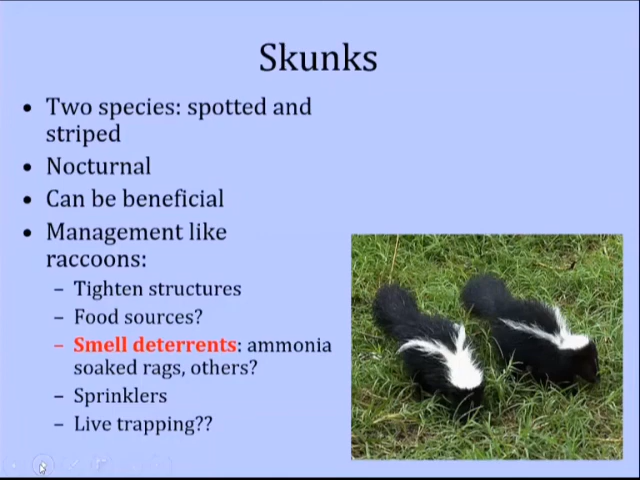 Skunks
• Two species: spotted and
striped
• Nocturnal
• Can be beneficial
• Management like
raccoons:
– Tighten structures
– Food sources?
– Smell deterrents: ammonia
soaked rags, others?
– Sprinklers
– Live trapping??